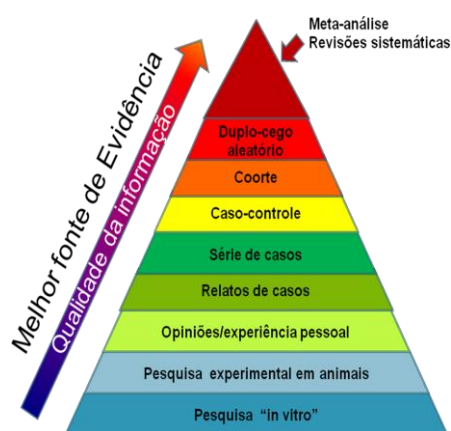 Meta-análise
Revisões sistemáticas
Melhor fonte de Evidência
Qualidade da informação
Duplo-cego
aleatório
Coorte
Caso-controle
Série de casos
Relatos de casos
Opiniões/experiência pessoal
Pesquisa experimental em animais
Pesquisa “in vitro”